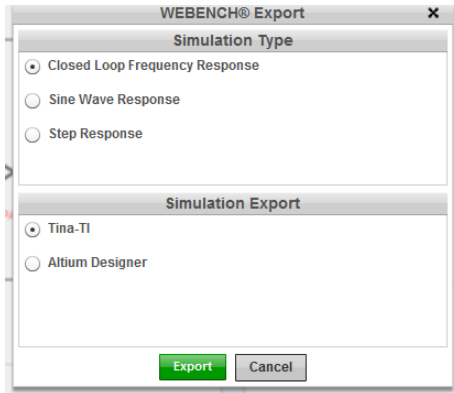 WEBENCH® Export
Simulation Type
Closed Loop Frequency Response
Sine Wave Response
Step Response
Simulation Export
Tina-TI
Altium Designer
Export Cancel